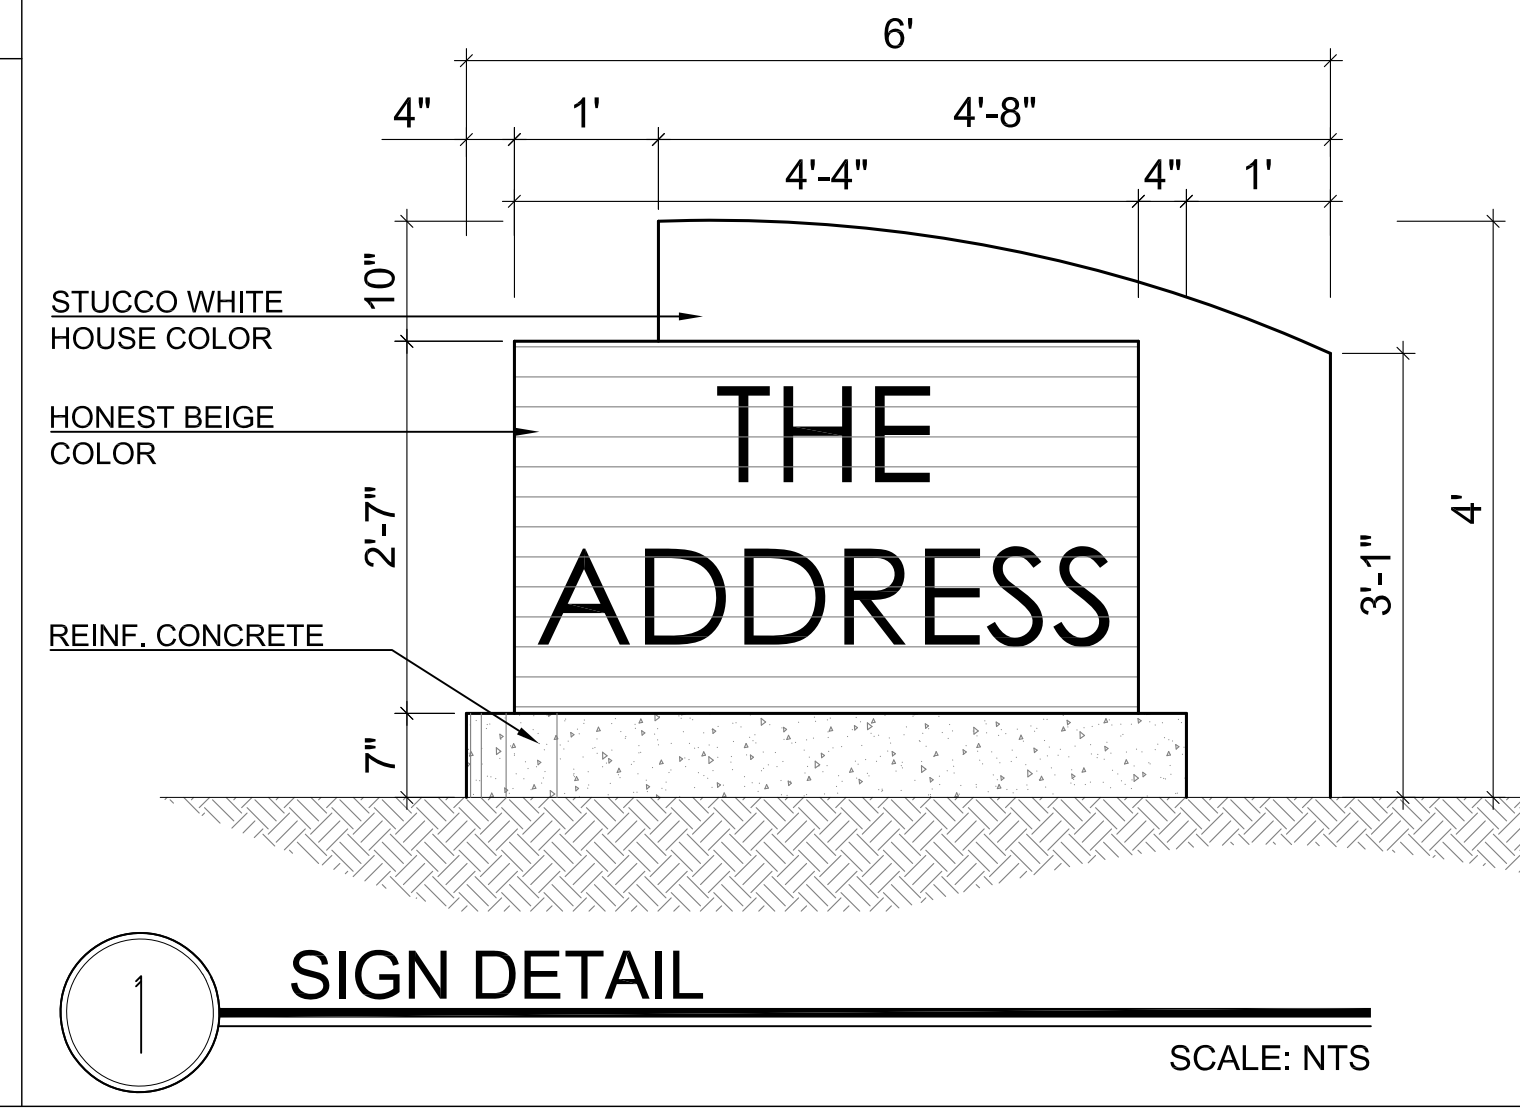 6'
4" 1' 4'-8"
4'-4" 4" 1'
10"
STUCCO WHITE
HOUSE COLOR
HONEST BEIGE
COLOR
THE
2'-7"
4'
3'-1"
ADDRESS
REINF. CONCRETE
7"
1
SIGN DETAIL
SCALE: NTS